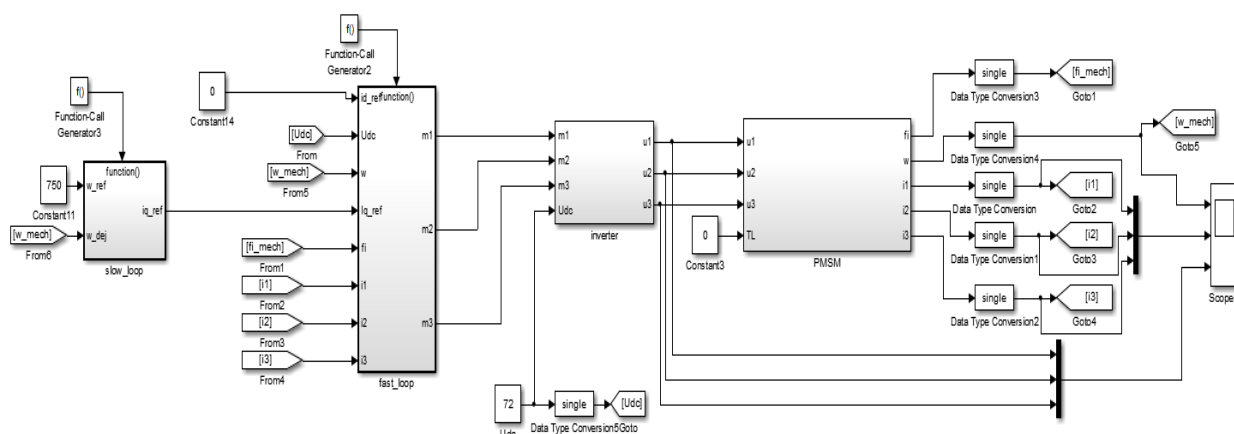 f()
Function-Call
Generator3
750
Constant11
[w_mech]
From6
function()
w_ref
iq_ref
w_dej
slow_loop
0
Constant14
f()
Function-Call
Generator2
[Udc]
From
[w_mech]
From5
[fi_mech]
From1
[i1]
From2
[i2]
From3
[i3]
From4
function()
id_ref
Udc
w
Iq_ref
fi
i1
i2
i3
m1
m2
m3
fast_loop
72
Udc
single
Data Type Conversion5
[Udc]
Goto
m1
m2
m3
Udc
u1
u2
u3
inverter
0
Constant3
u1
u2
u3
TL
fi
w
i1
i2
i3
PMSM
single
Data Type Conversion3
[fi_mech]
Goto1
single
Data Type Conversion4
[w_mech]
Goto5
single
Data Type Conversion
[i1]
Goto2
single
Data Type Conversion1
[i2]
Goto3
single
Data Type Conversion2
[i3]
Goto4
Scope